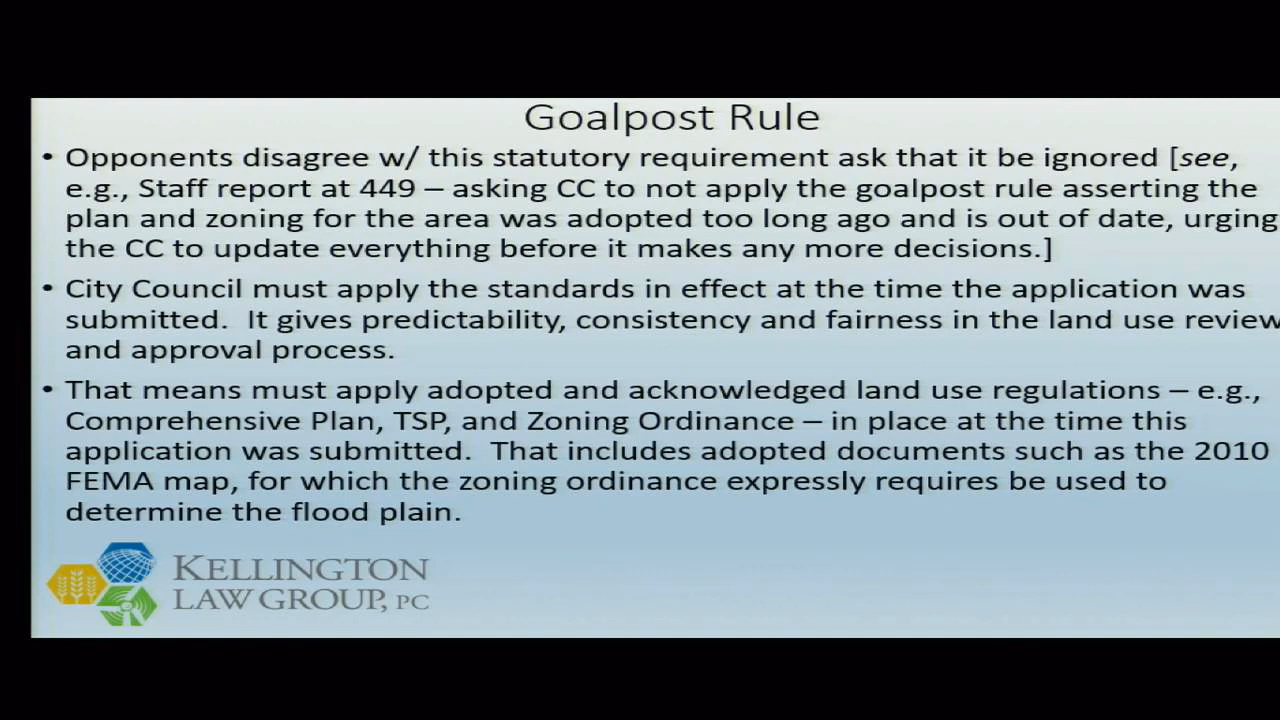 Goalpost Rule
• Opponents disagree w/ this statutory requirement ask that it be ignored [see,
e.g., Staff report at 449 – asking CC to not apply the goalpost rule asserting the
plan and zoning for the area was adopted too long ago and is out of date, urging
the CC to update everything before it makes any more decisions.]
• City Council must apply the standards in effect at the time the application was
submitted.  It gives predictability, consistency and fairness in the land use review
and approval process.
• That means must apply adopted and acknowledged land use regulations – e.g.,
Comprehensive Plan, TSP, and Zoning Ordinance – in place at the time this
application was submitted.  That includes adopted documents such as the 2010
FEMA map, for which the zoning ordinance expressly requires be used to
determine the flood plain.
KELLINGTON
LAW GROUP, PC